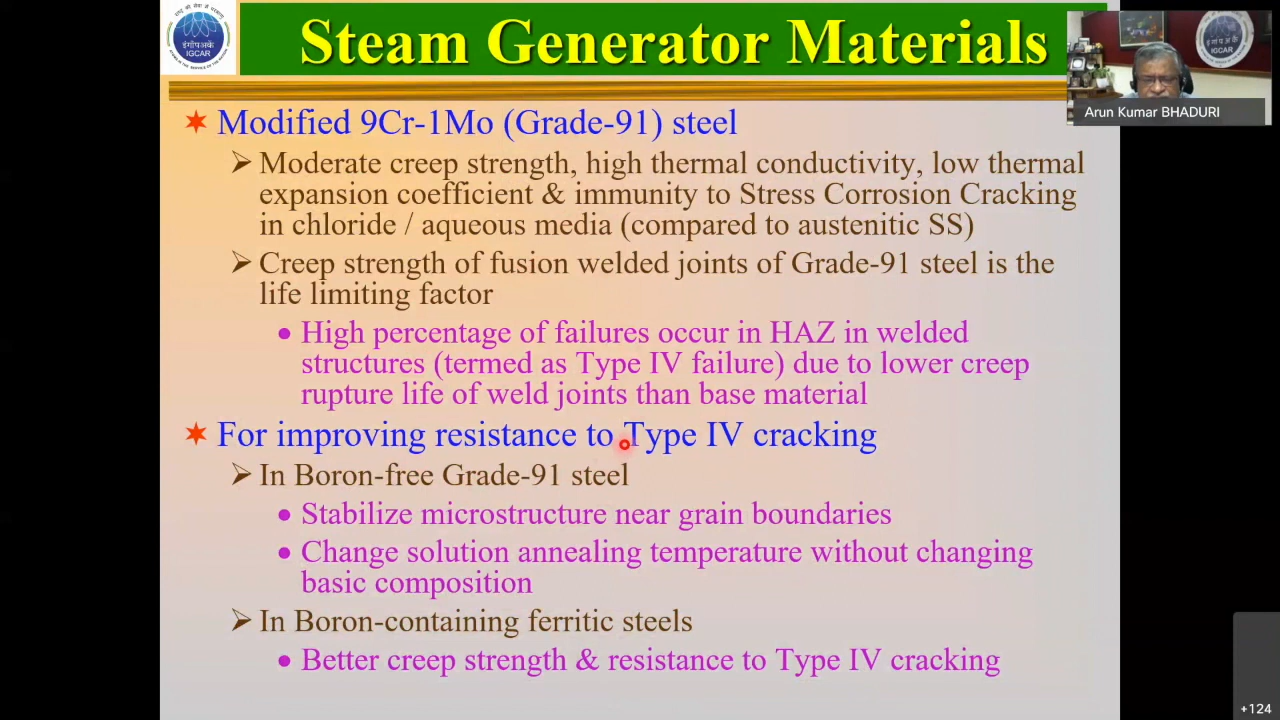 Steam Generator Materials
इंगोपअकें
IGCAR
Arun Kumar BHADURI
Modified 9Cr-1Mo (Grade-91) steel
Moderate creep strength, high thermal conductivity, low thermal
expansion coefficient & immunity to Stress Corrosion Cracking
in chloride / aqueous media (compared to austenitic SS)
Creep strength of fusion welded joints of Grade-91 steel is the
life limiting factor
High percentage of failures occur in HAZ in welded
structures (termed as Type IV failure) due to lower creep
rupture life of weld joints than base material
For improving resistance to Type IV cracking
In Boron-free Grade-91 steel
Stabilize microstructure near grain boundaries
Change solution annealing temperature without changing
basic composition
In Boron-containing ferritic steels
Better creep strength & resistance to Type IV cracking
+124